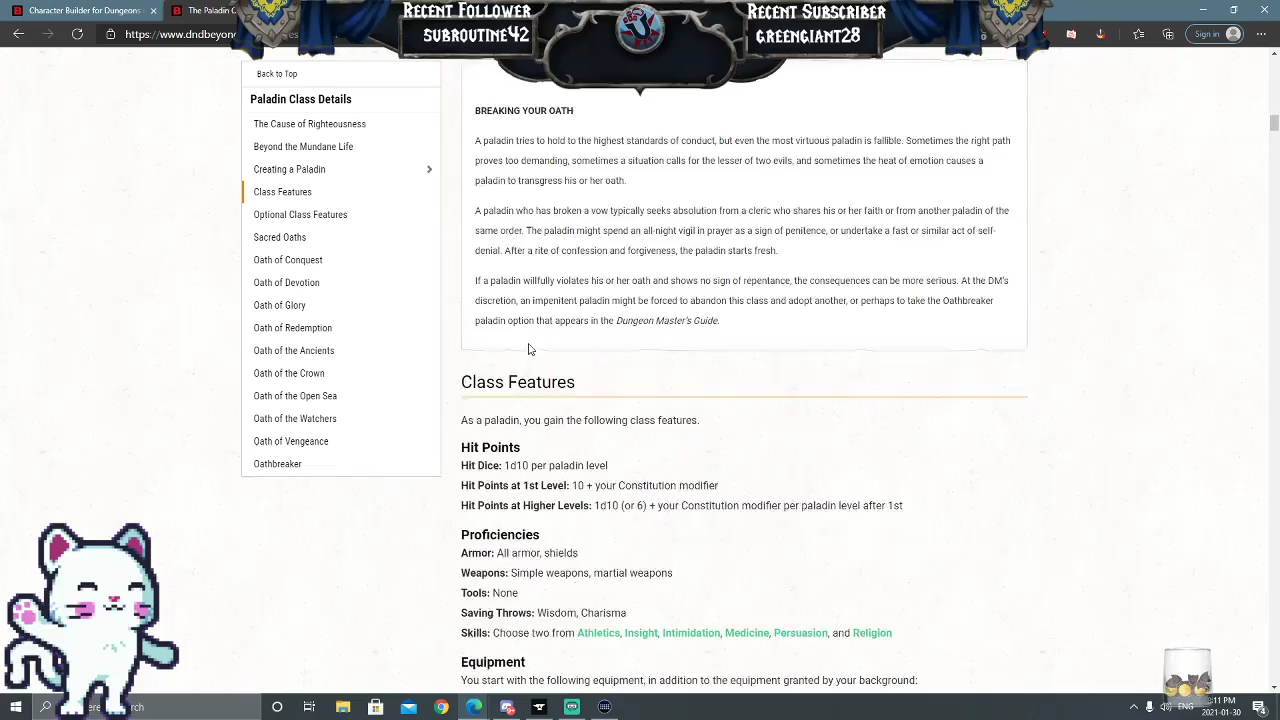 Recent Follower
subroutine42
Recent Subscriber
greengiant28
Character Builder for Dungeons
The Paladin C
https://www.dndbeyon
Sign in
Back to Top
Paladin Class Details
The Cause of Righteousness
Beyond the Mundane Life
Creating a Paladin
Class Features
Optional Class Features
Sacred Oaths
Oath of Conquest
Oath of Devotion
Oath of Glory
Oath of Redemption
Oath of the Ancients
Oath of the Crown
Oath of the Open Sea
Oath of the Watchers
Oath of Vengeance
Oathbreaker
BREAKING YOUR OATH
A paladin tries to hold to the highest standards of conduct, but even the most virtuous paladin is fallible. Sometimes the right path
proves too demanding, sometimes a situation calls for the lesser of two evils, and sometimes the heat of emotion causes a
paladin to transgress his or her oath.
A paladin who has broken a vow typically seeks absolution from a cleric who shares his or her faith or from another paladin of the
same order. The paladin might spend an all-night vigil in prayer as a sign of penitence, or undertake a fast or similar act of self-
denial. After a rite of confession and forgiveness, the paladin starts fresh.
If a paladin willfully violates his or her oath and shows no sign of repentance, the consequences can be more serious. At the DM's
discretion, an impenitent paladin might be forced to abandon this class and adopt another, or perhaps to take the Oathbreaker
paladin option that appears in the Dungeon Master's Guide.
Class Features
As a paladin, you gain the following class features.
Hit Points
Hit Dice: 1d10 per paladin level
Hit Points at 1st Level: 10 + your Constitution modifier
Hit Points at Higher Levels: 1d10 (or 6) + your Constitution modifier per paladin level after 1st
Proficiencies
Armor: All armor, shields
Weapons: Simple weapons, martial weapons
Tools: None
Saving Throws: Wisdom, Charisma
Skills: Choose two from Athletics, Insight, Intimidation, Medicine, Persuasion, and Religion
Equipment
You start with the following equipment, in addition to the equipment granted by your background:
ere to search
ENG
:11 PM
2021-01-30